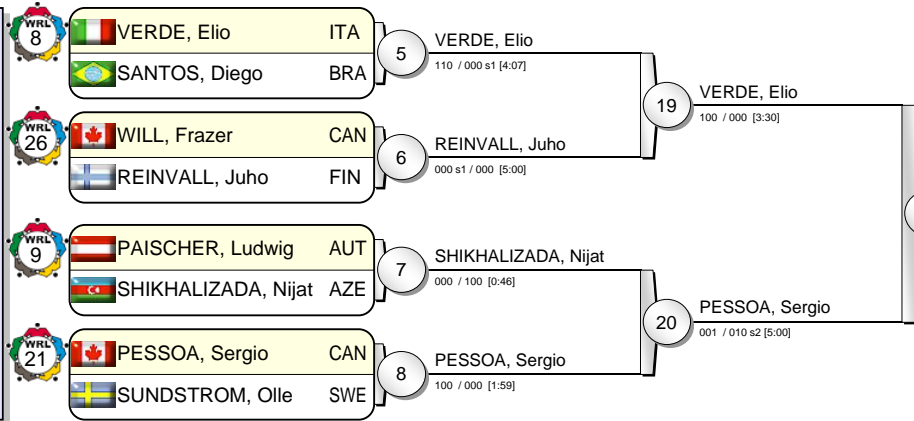 WRL
8
VERDE, Elio ITA
SANTOS, Diego BRA
5
VERDE, Elio
110 / 000 s1 [4:07]
19
VERDE, Elio
100 / 000 [3:30]
WRL
26
WILL, Frazer CAN
REINVALL, Juho FIN
6
REINVALL, Juho
000 s1 / 000 [5:00]
WRL
9
PAISCHER, Ludwig AUT
SHIKHALIZADA, Nijat AZE
7
SHIKHALIZADA, Nijat
000 / 100 [0:46]
20
PESSOA, Sergio
001 / 010 s2 [5:00]
WRL
21
PESSOA, Sergio CAN
SUNDSTROM, Olle SWE
8
PESSOA, Sergio
100 / 000 [1:59]